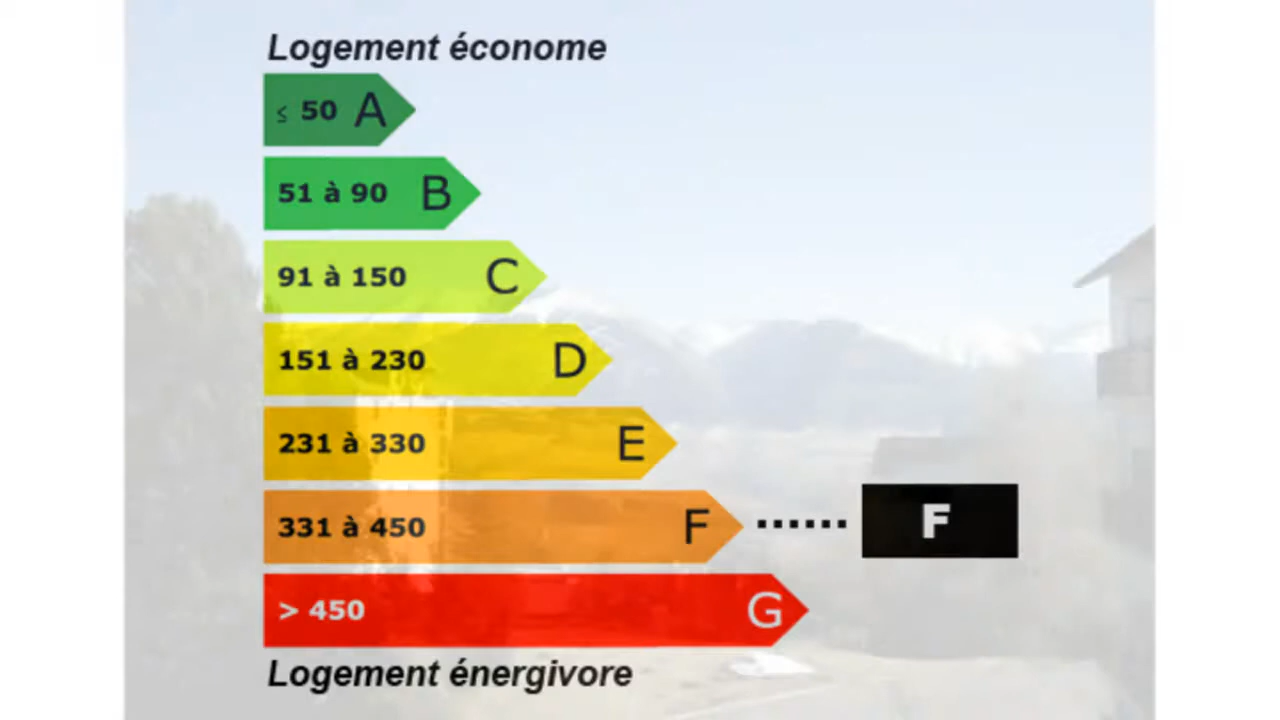 Logement économe
≤ 50 A
51 à 90 B
91 à 150 C
151 à 230 D
231 à 330 E
331 à 450 F ...... F
> 450 G
Logement énergivore